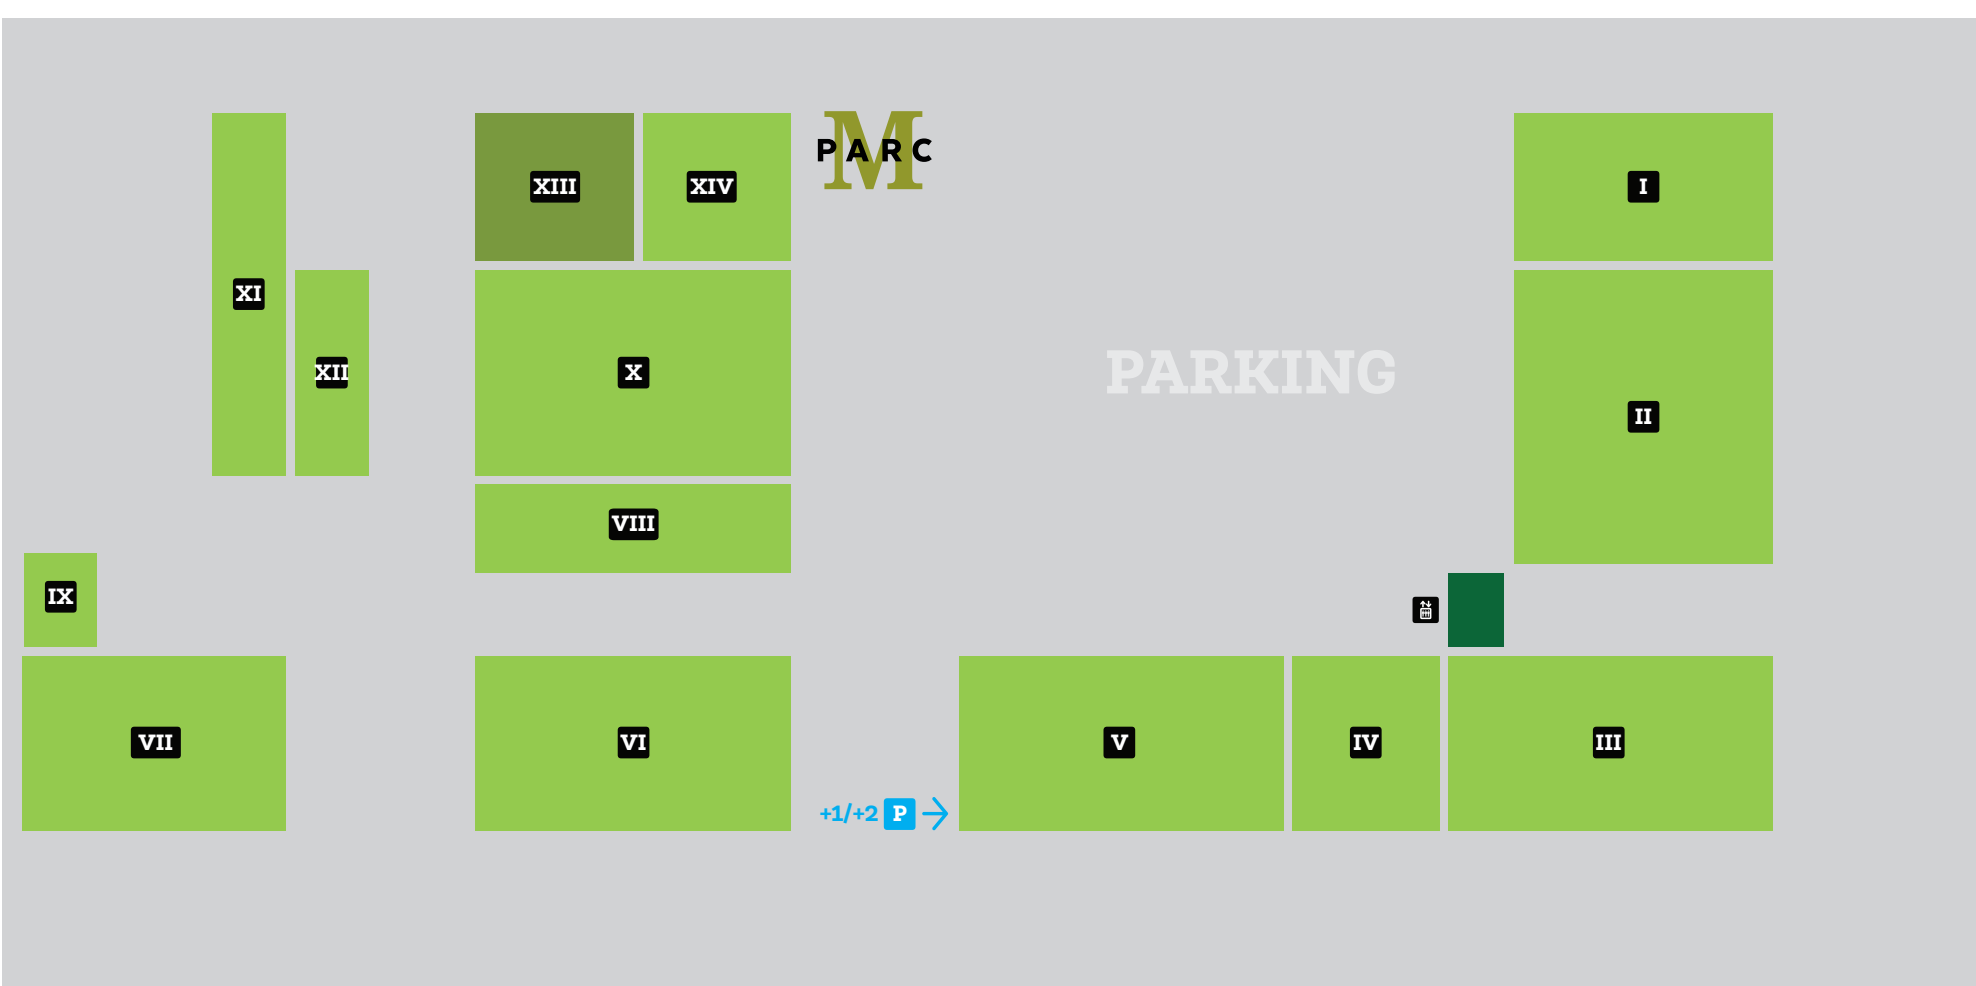 XIII
XIV
M
PARC
I
XI
XII
X
PARKING
II
VIII
IX
VII
VI
V
IV
III
+1/+2 P